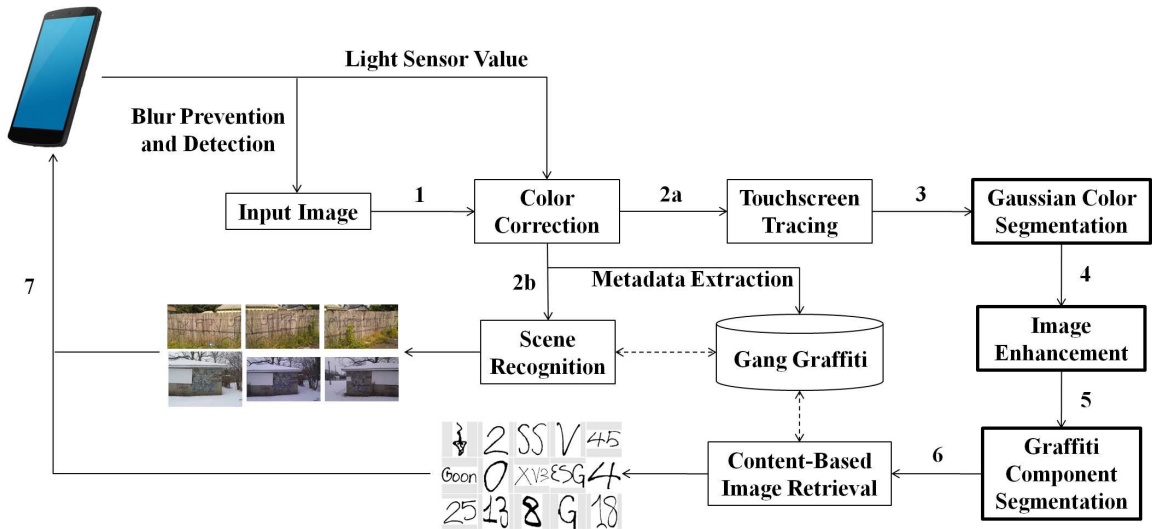 Light Sensor Value
Blur Prevention
and Detection
1
2a
3
Input Image
Color
Correction
Touchscreen
Tracing
Gaussian Color
Segmentation
7
2b
Metadata Extraction
4
Scene
Recognition
Gang Graffiti
Image
Enhancement
5
2 SS V 45
Goon 0 XV3 ESG 4
25 13 8 G 18
Content-Based
Image Retrieval
6
Graffiti
Component
Segmentation